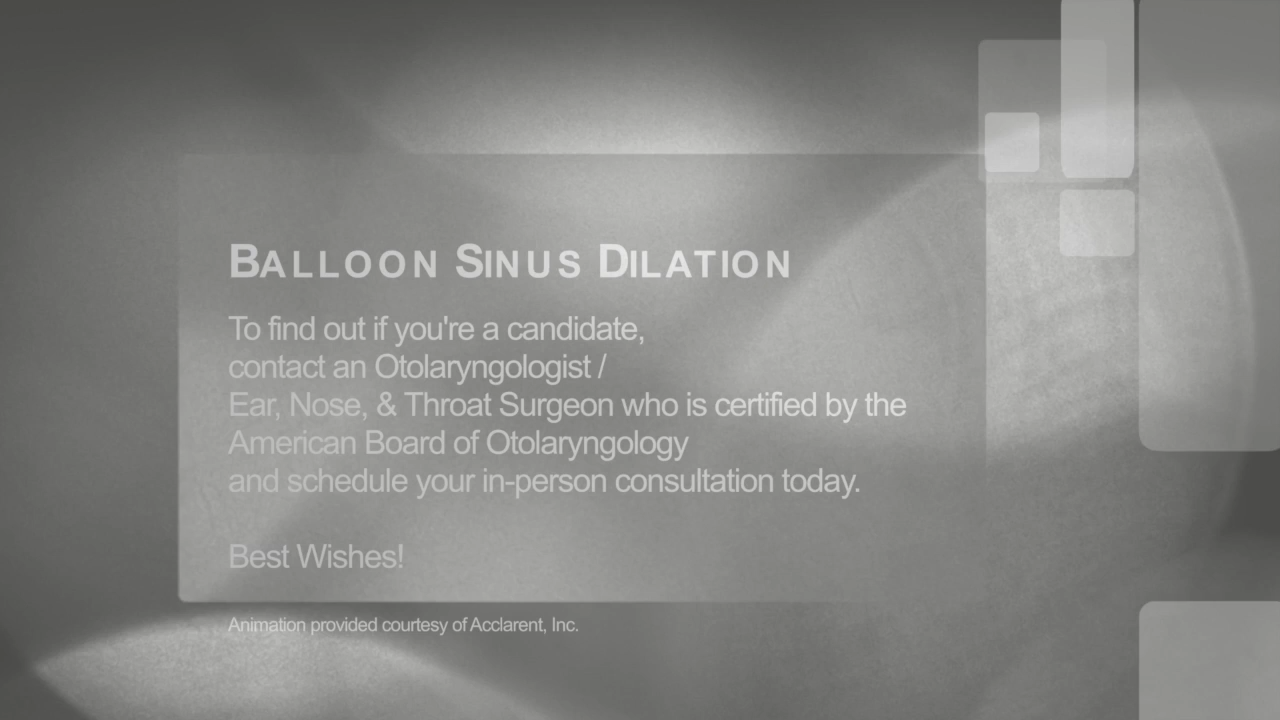 BALLOON SINUS DILATION
To find out if you're a candidate,
contact an Otolaryngologist /
Ear, Nose, & Throat Surgeon who is certified by the
American Board of Otolaryngology
and schedule your in-person consultation today.
Best Wishes!
Animation provided courtesy of Acclarent, Inc.